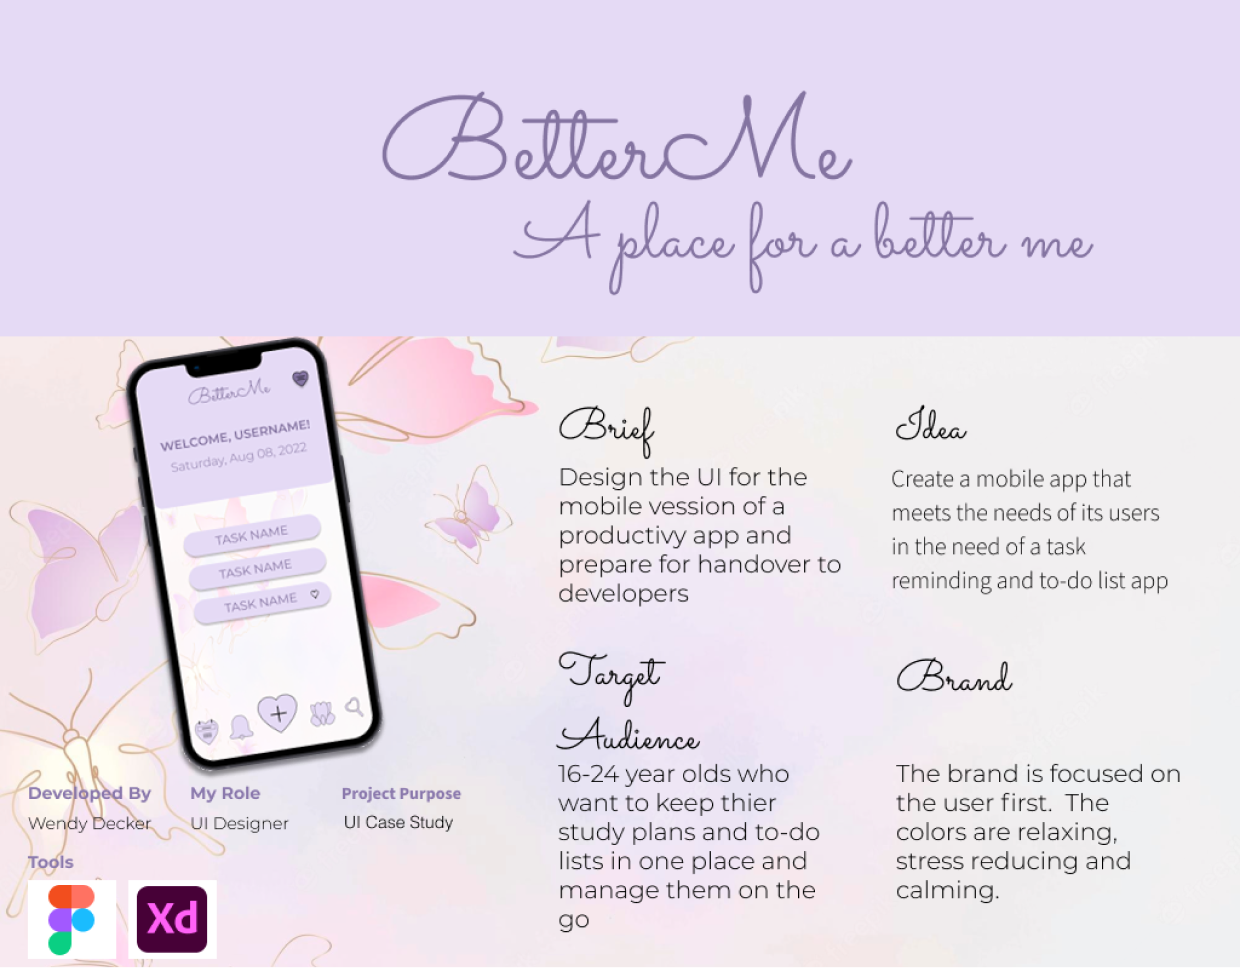 BetterMe
A place for a better me
BetterMe
WELCOME, USERNAME!
Saturday, Aug 08, 2022
TASK NAME
TASK NAME
TASK NAME
Brief
Design the UI for the
mobile vession of a
productivy app and
prepare for handover to
developers
Idea
Create a mobile app that
meets the needs of its users
in the need of a task
reminding and to-do list app
Target
Audience
16-24 year olds who
want to keep thier
study plans and to-do
lists in one place and
manage them on the
go
Brand
The brand is focused on
the user first.  The
colors are relaxing,
stress reducing and
calming.
Developed By
Wendy Decker
My Role
UI Designer
Project Purpose
UI Case Study
Tools
Xd